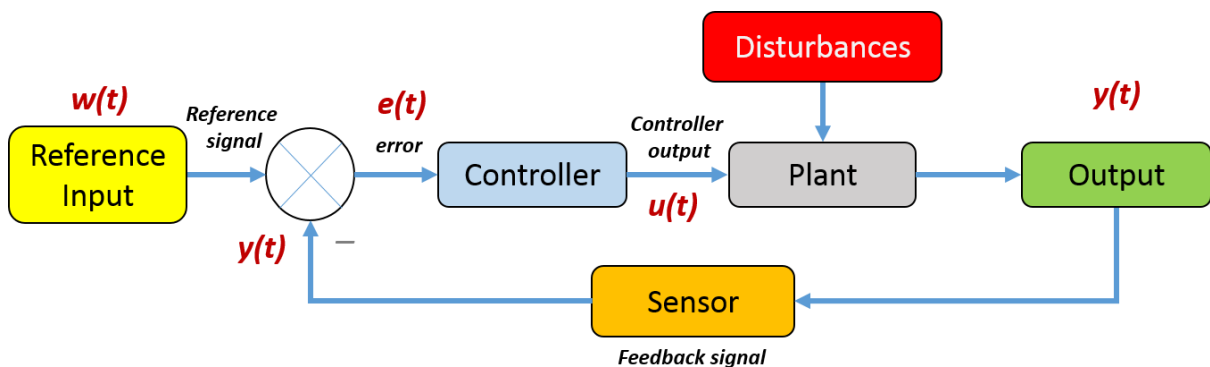 Disturbances
w(t)
Reference
signal
e(t)
error
Controller
output
y(t)
Reference
Input
Controller
Plant
Output
u(t)
y(t)
–
Sensor
Feedback signal